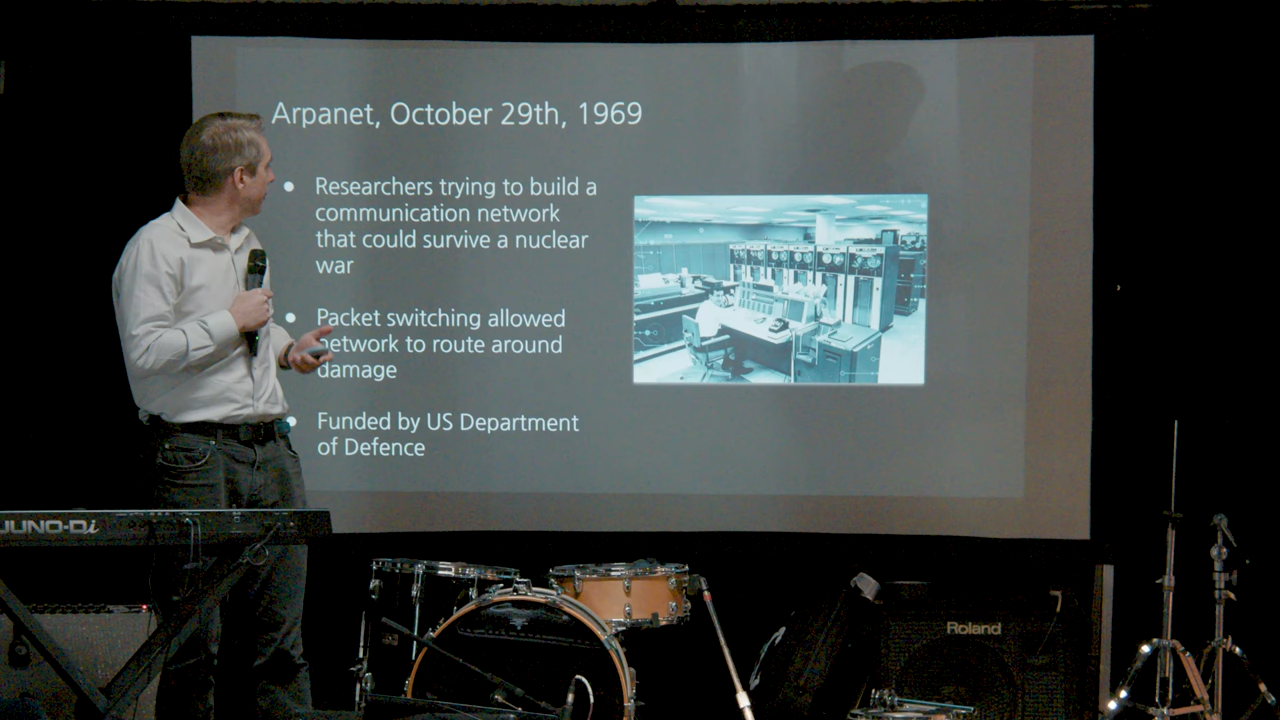 Arpanet, October 29th, 1969
Researchers trying to build a
communication network
that could survive a nuclear
war
Packet switching allowed
network to route around
damage
Funded by US Department
of Defence
JUNO-Di
Roland